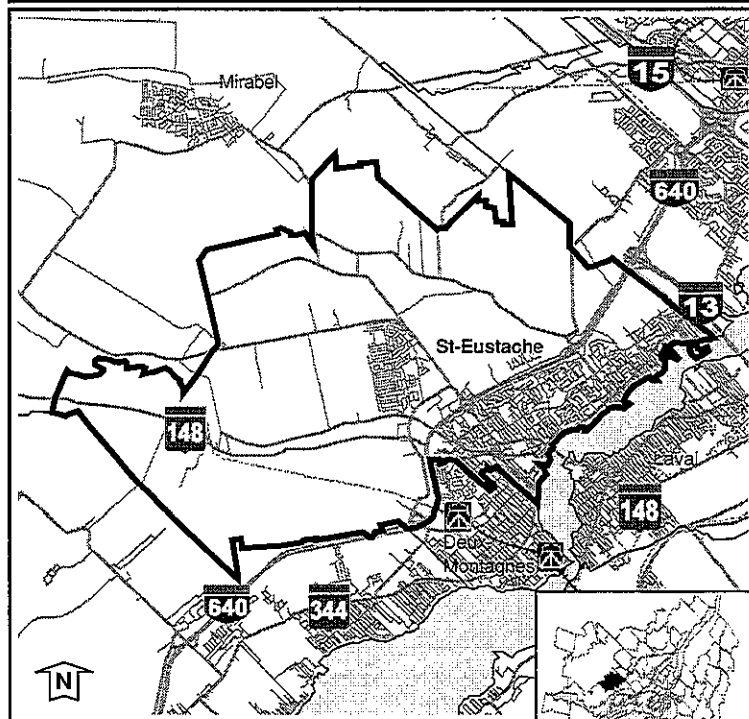 15
Mirabel
640
13
St-Eustache
148
Laval
148
Deux
Montagnes
640
344
N